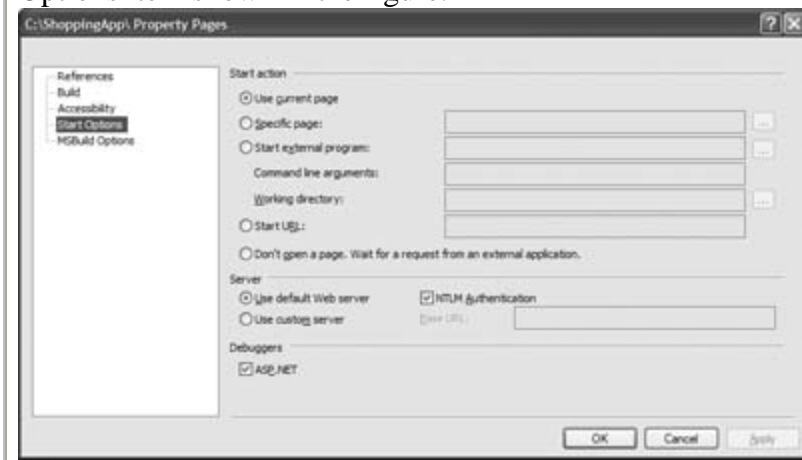 C:\ShoppingApp\ Property Pages
References
Build
Accessibility
Start Options
MSBuild Options
Start action
Use current page
Specific page:
...
Start external program:
...
Command line arguments:
Working directory:
...
Start URL:
Don't open a page. Wait for a request from an external application.
Server
Use default Web server NTLM Authentication
Use custom server Base URL:
Debuggers
ASP.NET
OK Cancel Apply